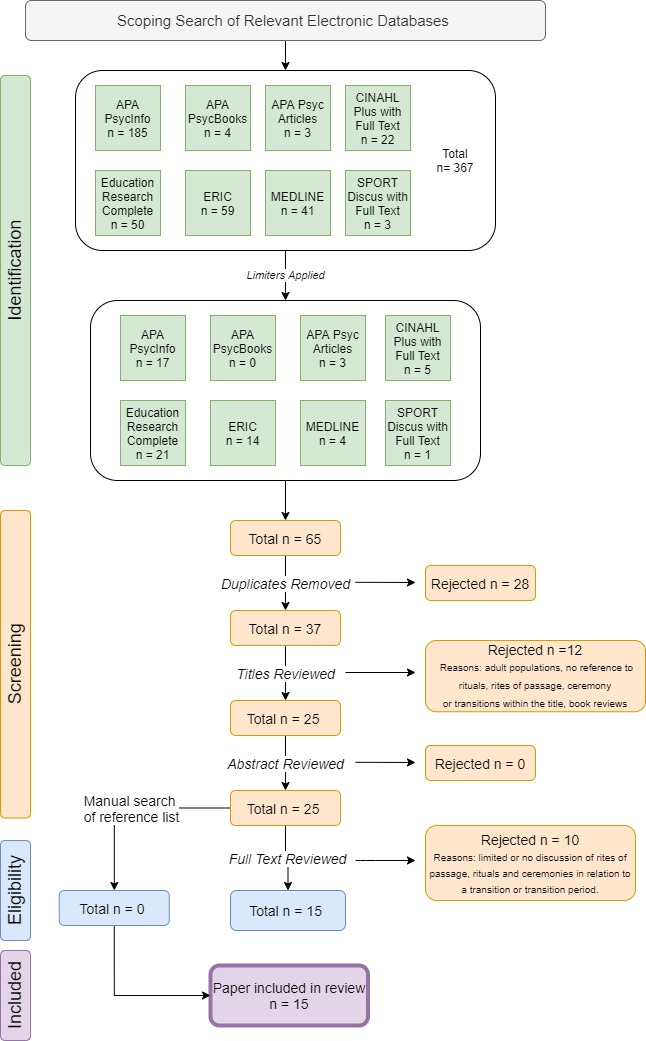 Scoping Search of Relevant Electronic Databases
Identification
APA
PsycInfo
n = 185
APA
PsycBooks
n = 4
APA Psyc
Articles
n = 3
CINAHL
Plus with
Full Text
n = 22
Total
n= 367
Education
Research
Complete
n = 50
ERIC
n = 59
MEDLINE
n = 41
SPORT
Discus with
Full Text
n = 3
Limiters Applied
APA
PsycInfo
n = 17
APA
PsycBooks
n = 0
APA Psyc
Articles
n = 3
CINAHL
Plus with
Full Text
n = 5
Education
Research
Complete
n = 21
ERIC
n = 14
MEDLINE
n = 4
SPORT
Discus with
Full Text
n = 1
Screening
Total n = 65
Duplicates Removed
Rejected n = 28
Total n = 37
Titles Reviewed
Rejected n =12
Reasons: adult populations, no reference to
rituals, rites of passage, ceremony
or transitions within the title, book reviews
Total n = 25
Abstract Reviewed
Rejected n = 0
Total n = 25
Manual search
of reference list
Full Text Reviewed
Rejected n = 10
Reasons: limited or no discussion of rites of
passage, rituals and ceremonies in relation to
a transition or transition period.
Eligibility
Total n = 0
Total n = 15
Included
Paper included in review
n = 15